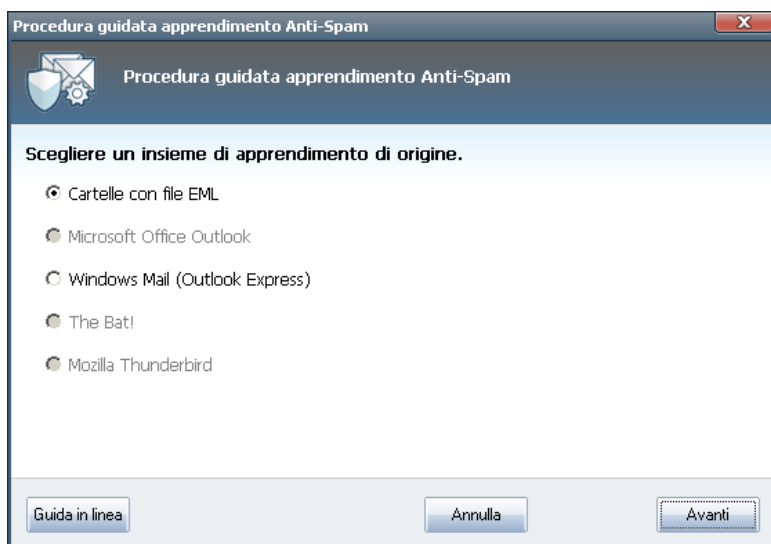 Procedura guidata apprendimento Anti-Spam
Procedura guidata apprendimento Anti-Spam
Scegliere un insieme di apprendimento di origine.
Cartelle con file EML
Microsoft Office Outlook
Windows Mail (Outlook Express)
The Bat!
Mozilla Thunderbird
Guida in linea
Annulla
Avanti